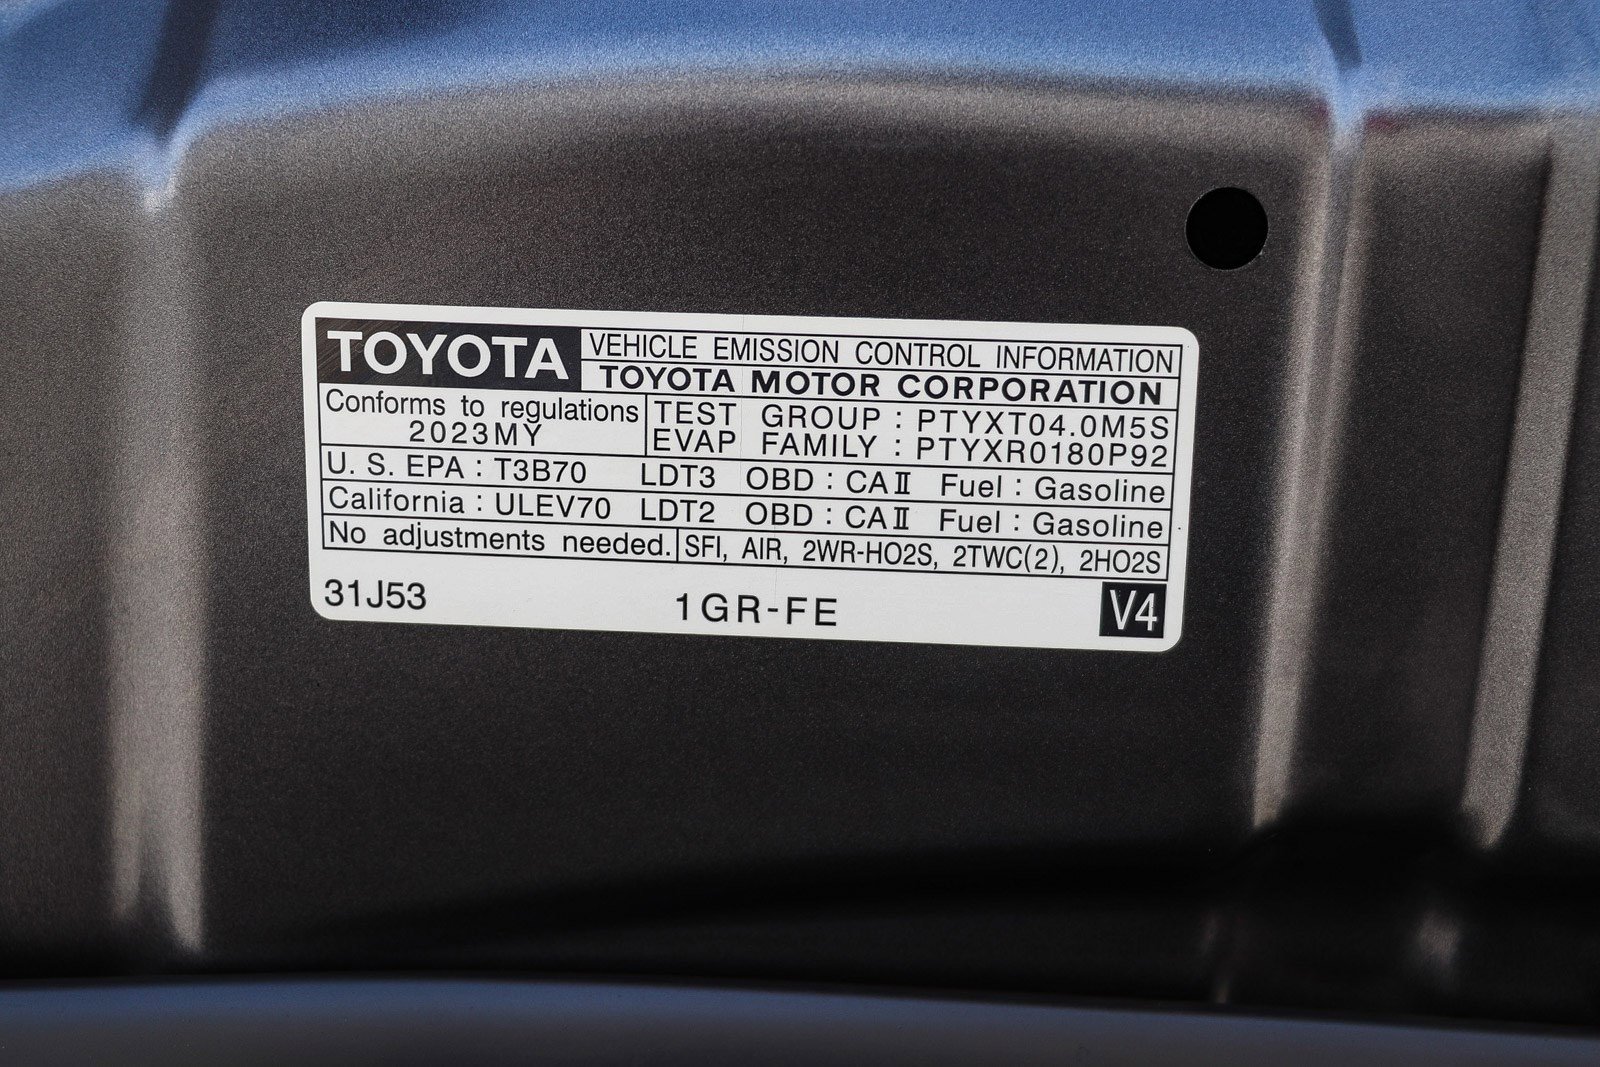 TOYOTA VEHICLE EMISSION CONTROL INFORMATION
TOYOTA MOTOR CORPORATION
Conforms to regulations
2023MY
TEST GROUP : PTYXT04.0M5S
EVAP FAMILY : PTYXR0180P92
U. S. EPA : T3B70 LDT3 OBD : CAⅡ Fuel : Gasoline
California : ULEV70 LDT2 OBD : CAⅡ Fuel : Gasoline
No adjustments needed. SFI, AIR, 2WR-HO2S, 2TWC(2), 2HO2S
31J53 1GR-FE V4